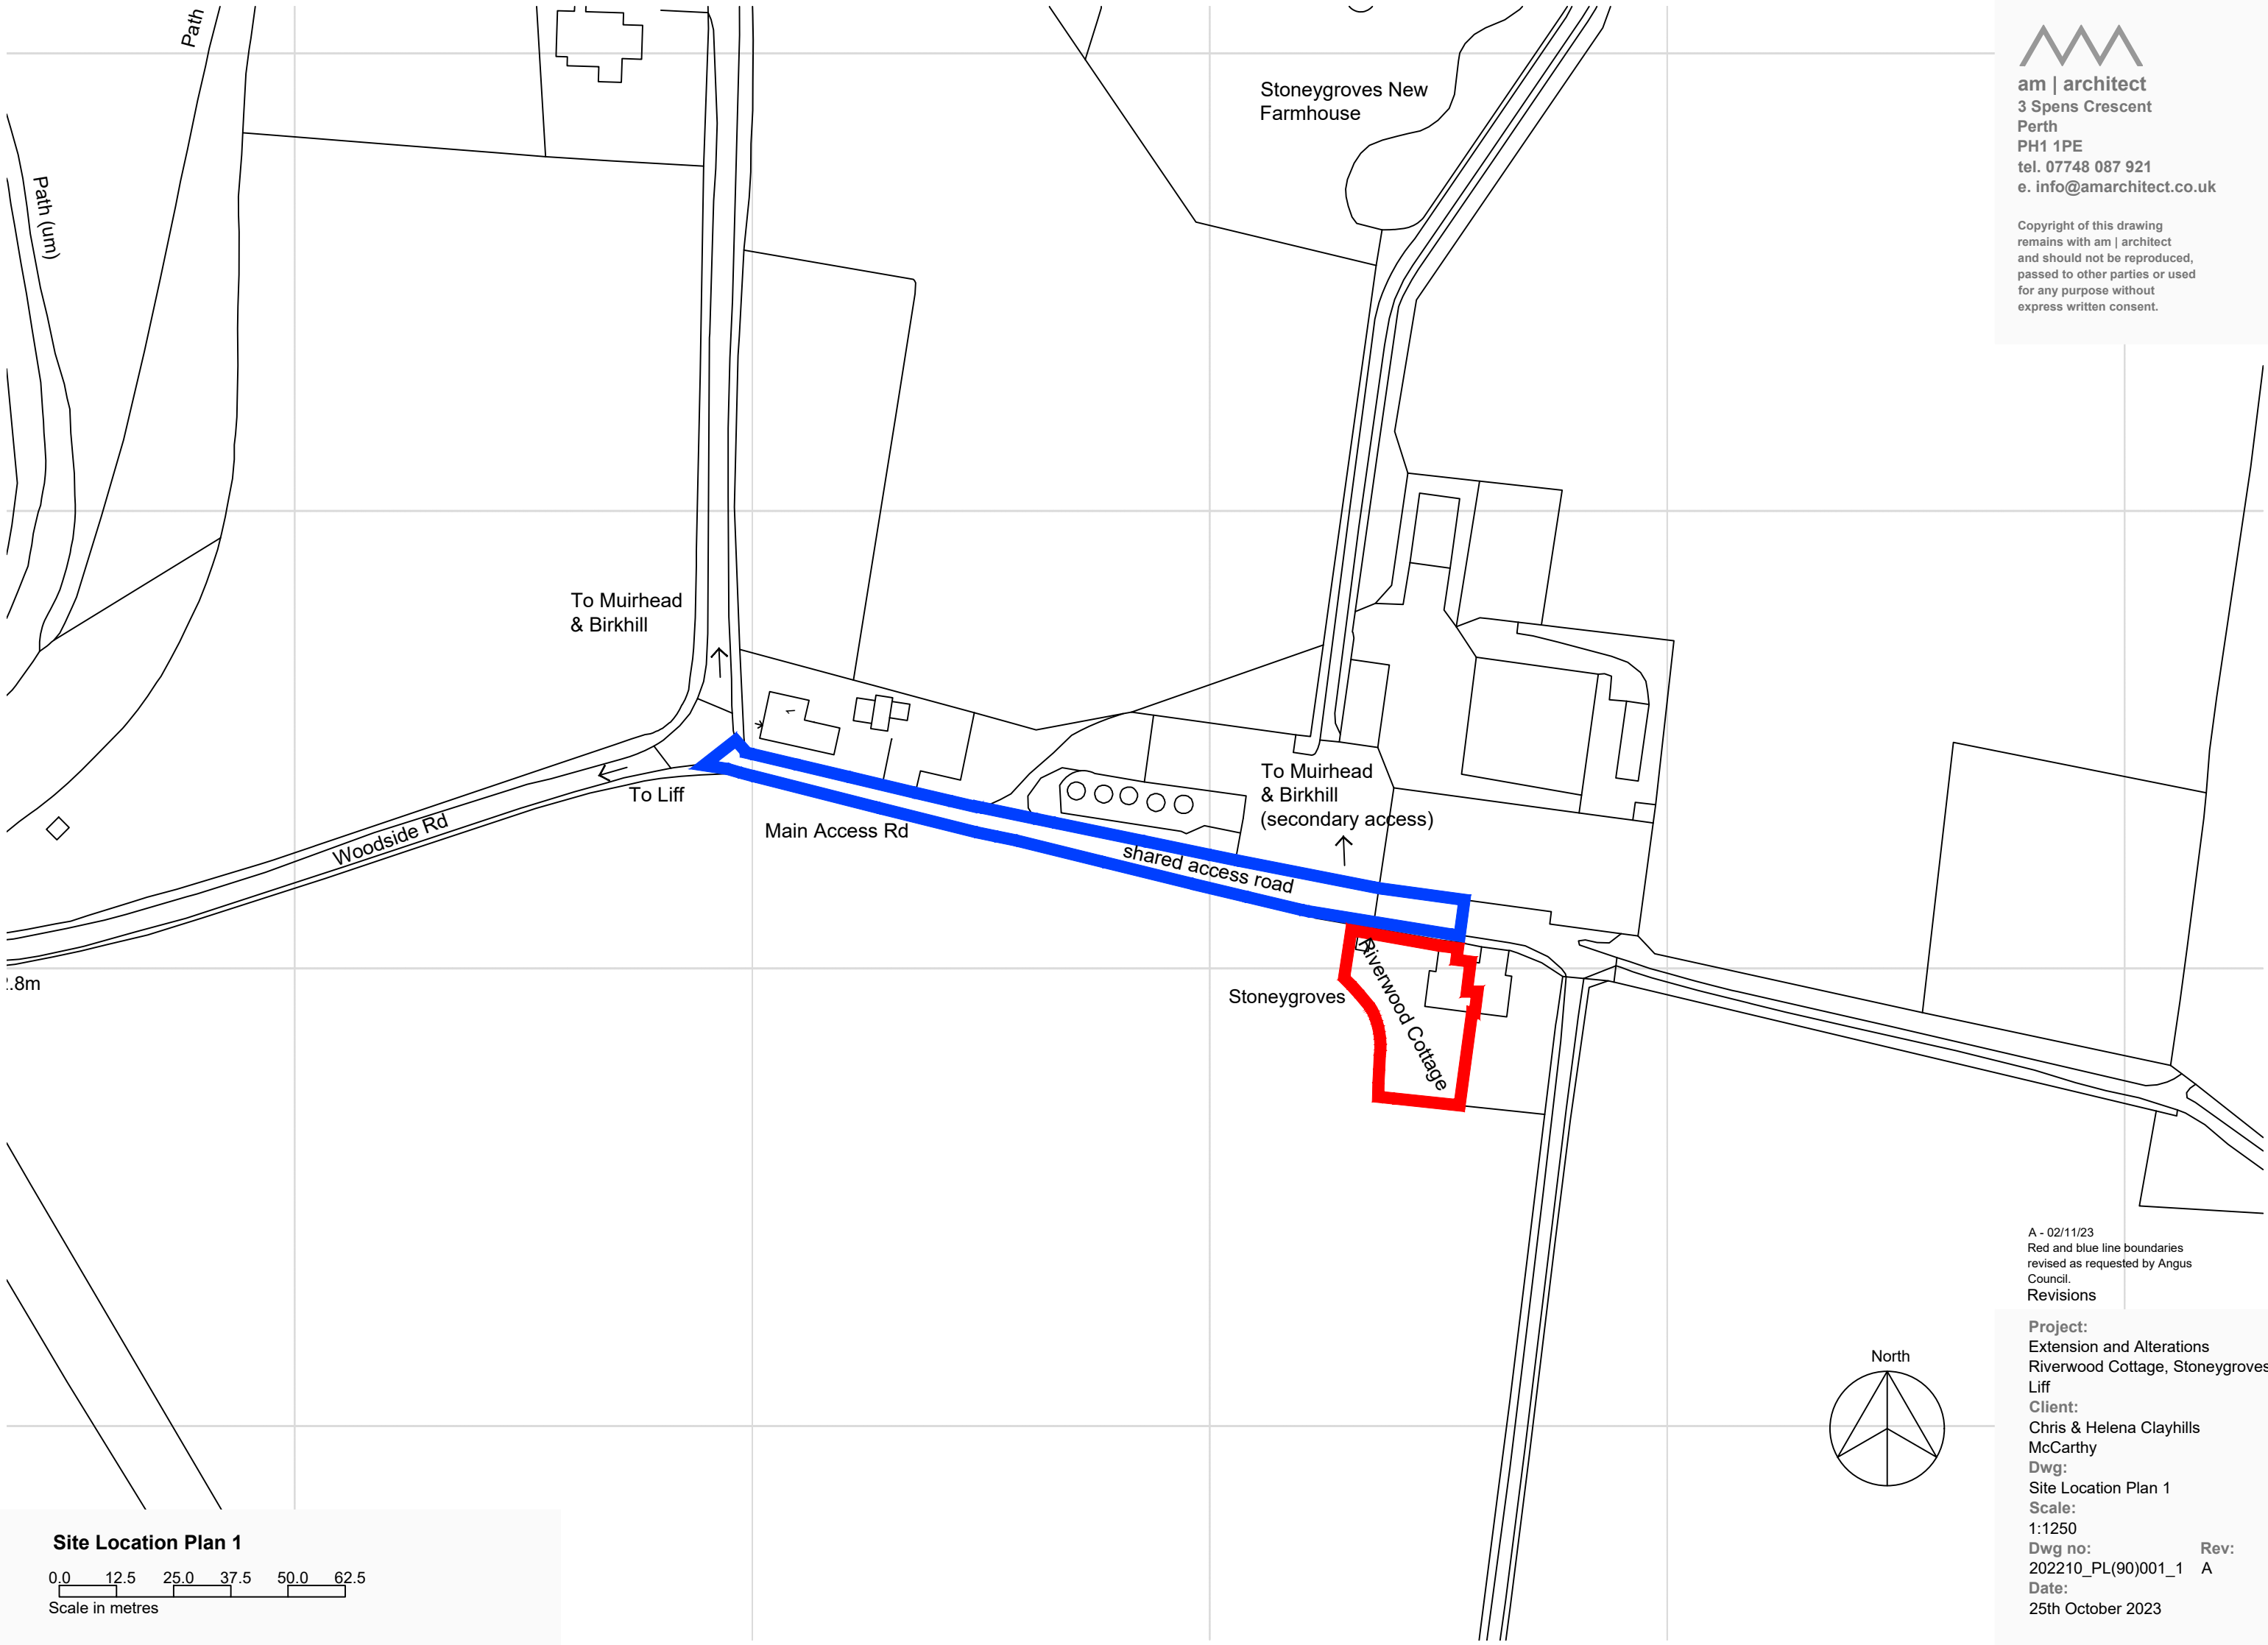 Path
Path (um)
Stoneygroves New
Farmhouse
am | architect
3 Spens Crescent
Perth
PH1 1PE
tel. 07748 087 921
e. info@amarchitect.co.uk
Copyright of this drawing
remains with am | architect
and should not be reproduced,
passed to other parties or used
for any purpose without
express written consent.
To Muirhead
& Birkhill
To Liff
Woodside Rd
Main Access Rd
shared access road
To Muirhead
& Birkhill
(secondary access)
.8m
Stoneygroves
Riverwood Cottage
A - 02/11/23
Red and blue line boundaries
revised as requested by Angus
Council.
Revisions
North
Project:
Extension and Alterations
Riverwood Cottage, Stoneygroves
Liff
Client:
Chris & Helena Clayhills
McCarthy
Dwg:
Site Location Plan 1
Scale:
1:1250
Dwg no: Rev:
202210_PL(90)001_1 A
Date:
25th October 2023
Site Location Plan 1
0.0 12.5 25.0 37.5 50.0 62.5
Scale in metres